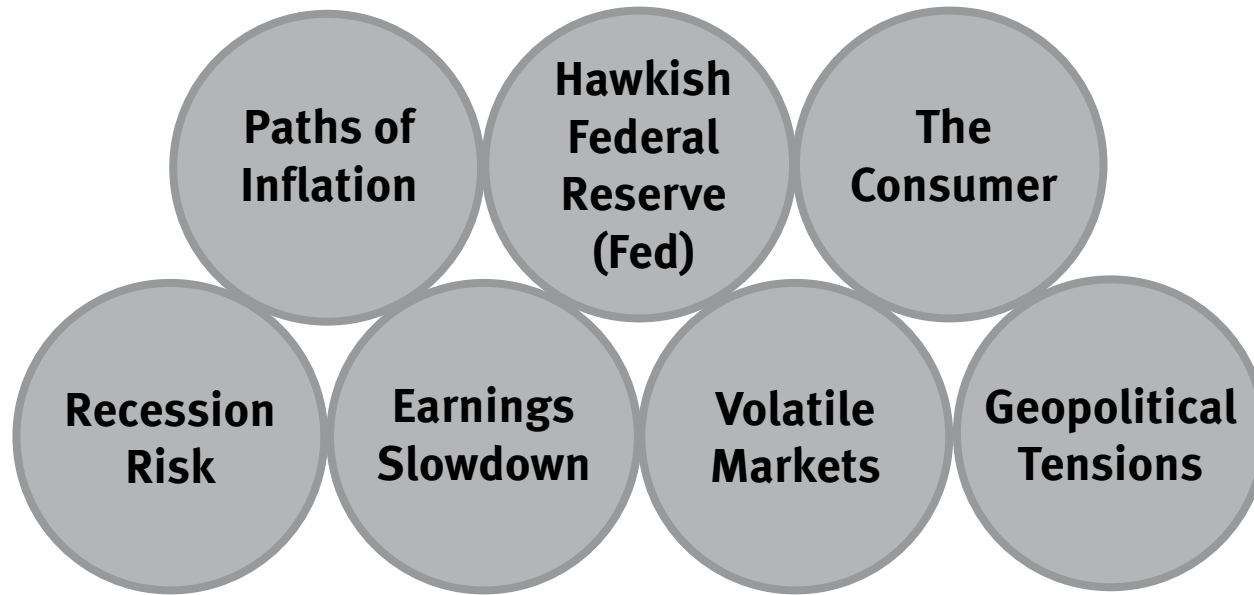 Paths of
Inflation
Hawkish
Federal
Reserve
(Fed)
The
Consumer
Recession
Risk
Earnings
Slowdown
Volatile
Markets
Geopolitical
Tensions